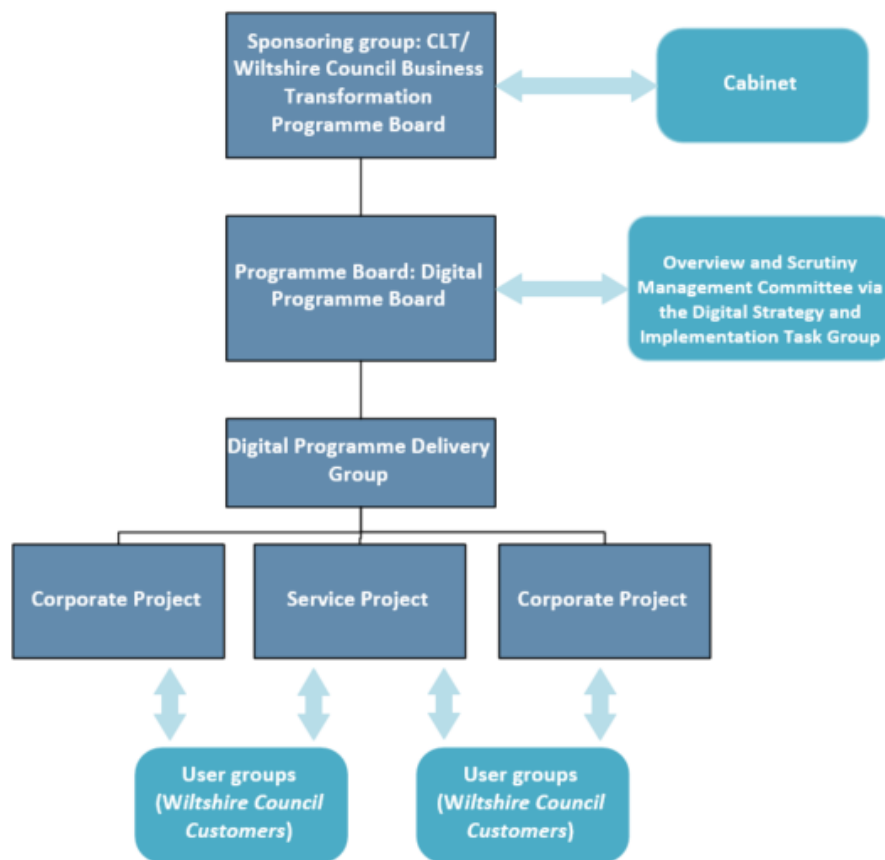 Sponsoring group: CLT/
Wiltshire Council Business
Transformation
Programme Board
Cabinet
Programme Board: Digital
Programme Board
Overview and Scrutiny
Management Committee via
the Digital Strategy and
Implementation Task Group
Digital Programme Delivery
Group
Corporate Project
Service Project
Corporate Project
User groups
(Wiltshire Council
Customers)
User groups
(Wiltshire Council
Customers)